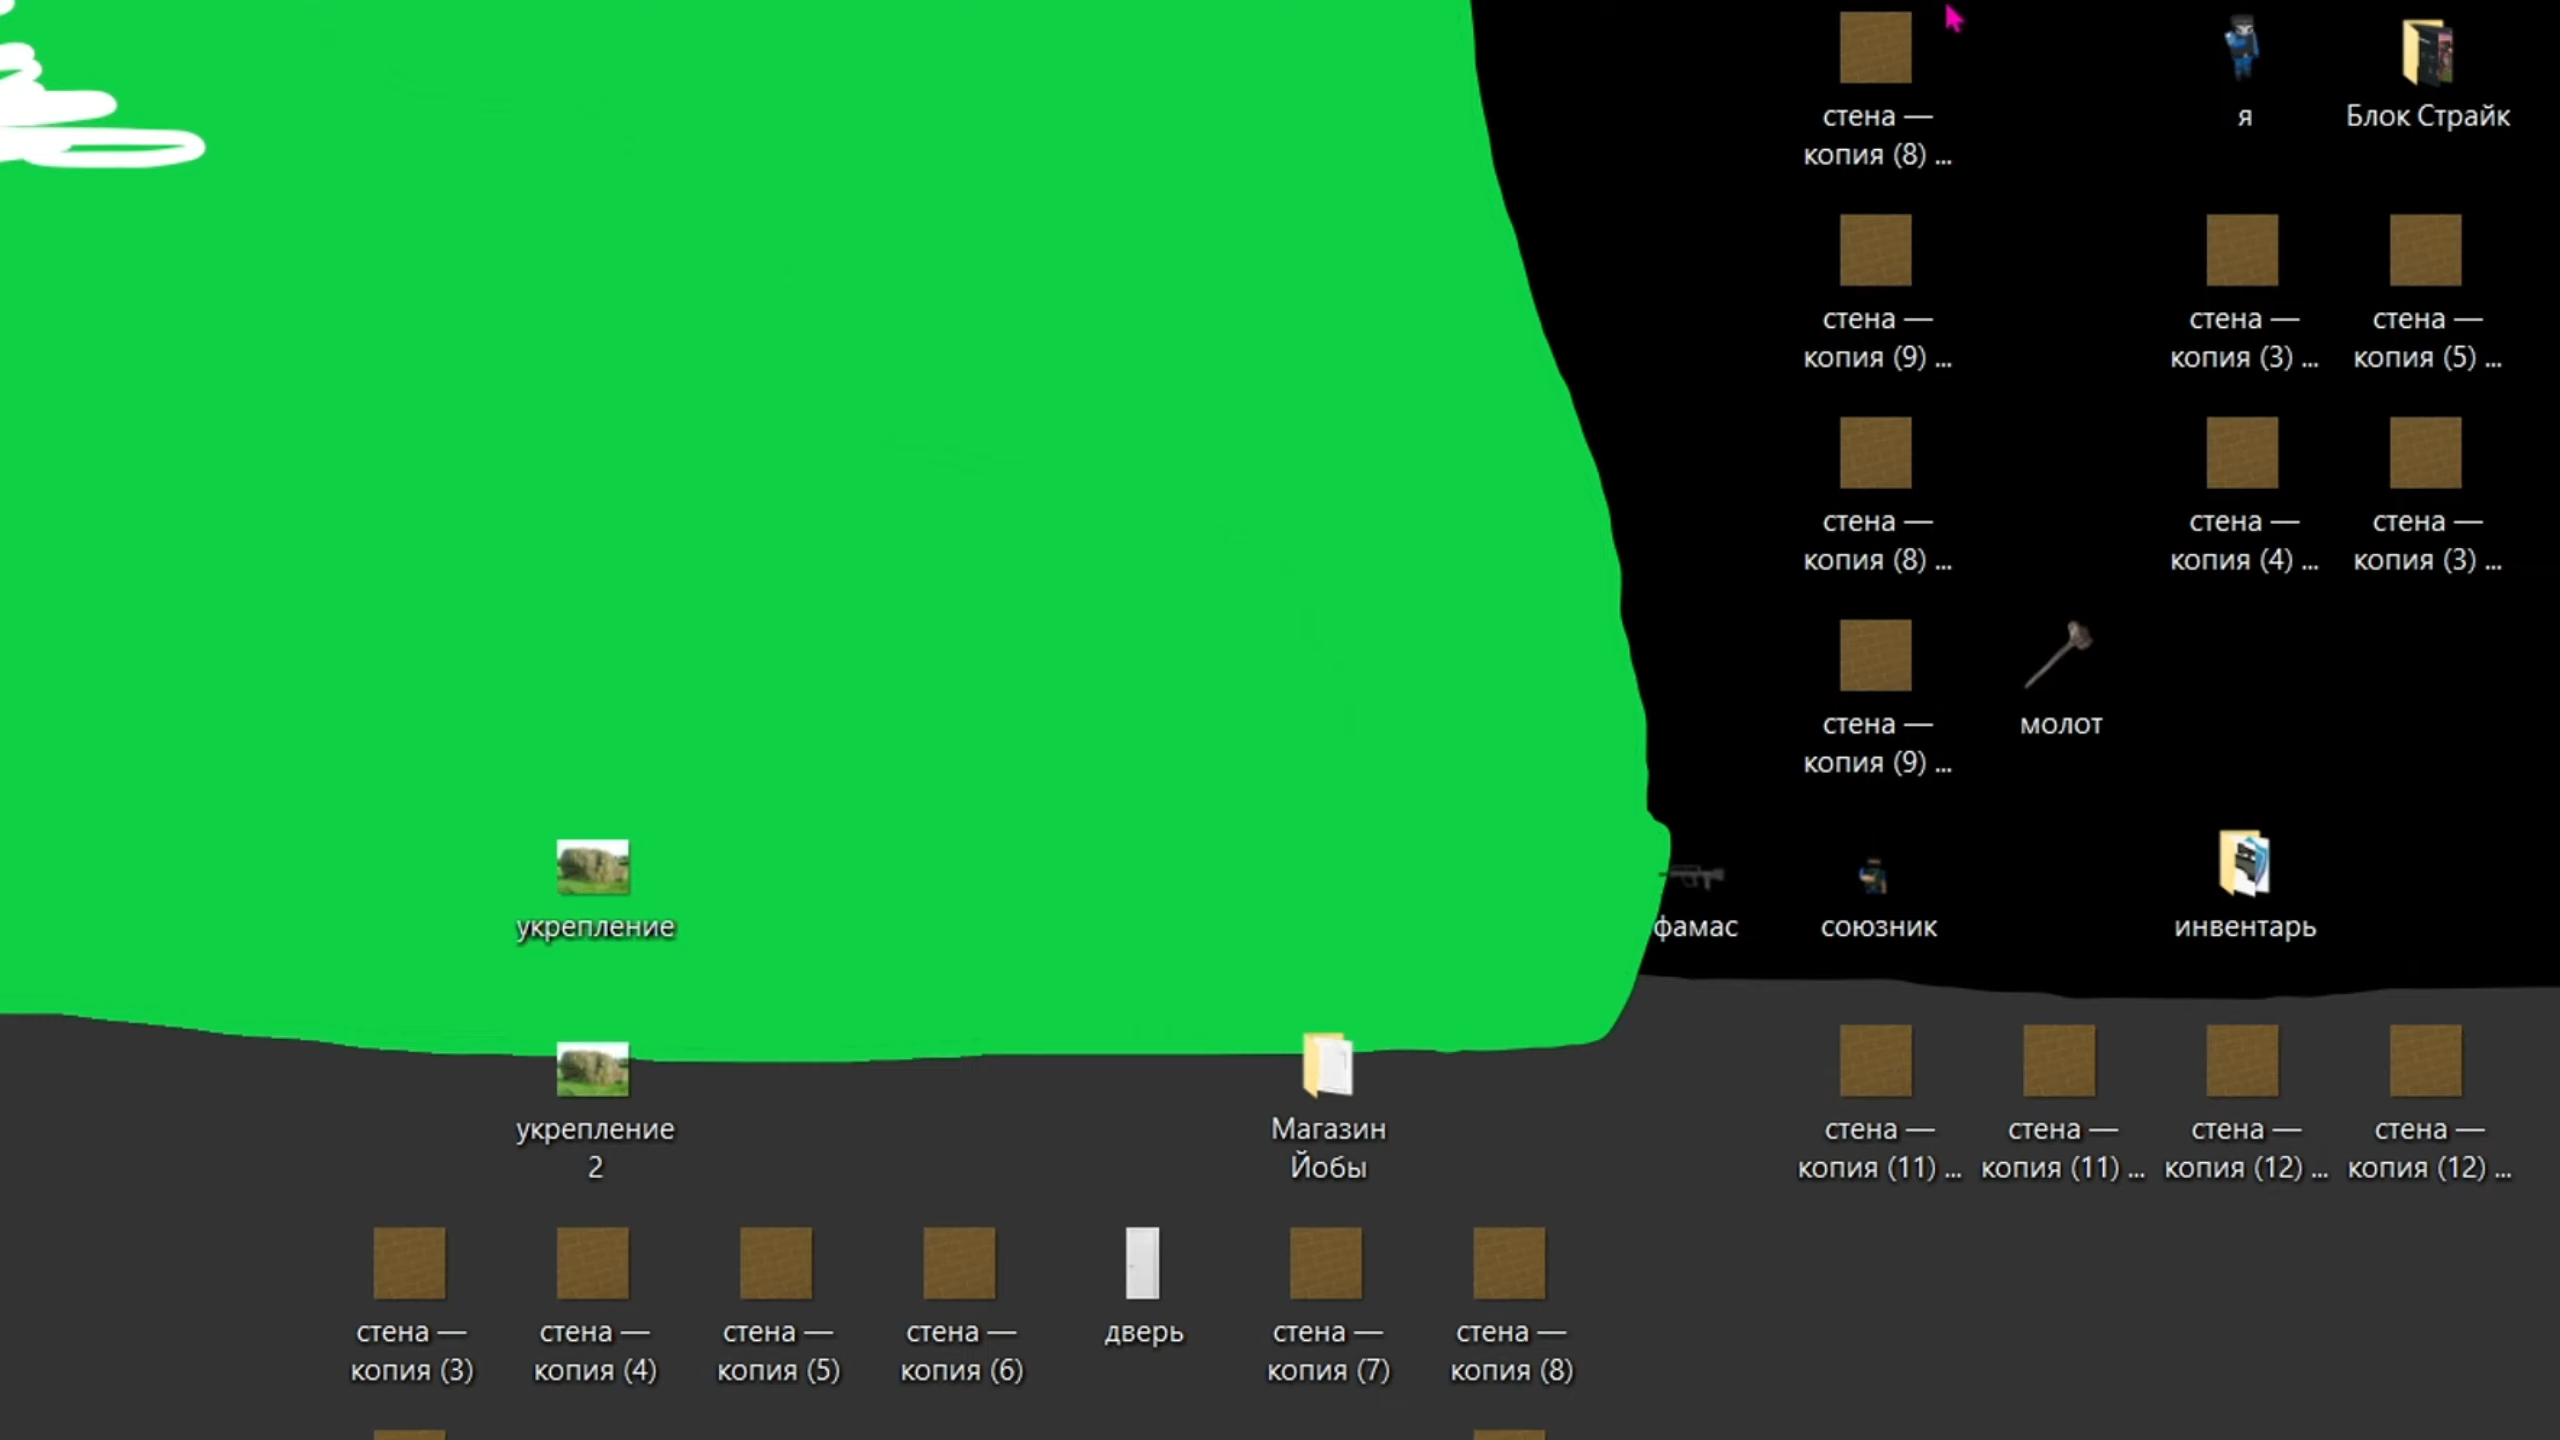 стена —
копия (8) ...
я
Блок Страйк
стена —
копия (9) ...
стена —
копия (3) ...
стена —
копия (5) ...
стена —
копия (8) ...
стена —
копия (4) ...
стена —
копия (3) ...
стена —
копия (9) ...
молот
укрепление
фамас
союзник
инвентарь
укрепление
2
Магазин
Йобы
стена —
копия (11) ...
стена —
копия (11) ...
стена —
копия (12) ...
стена —
копия (12) ...
стена —
копия (3)
стена —
копия (4)
стена —
копия (5)
стена —
копия (6)
дверь
стена —
копия (7)
стена —
копия (8)